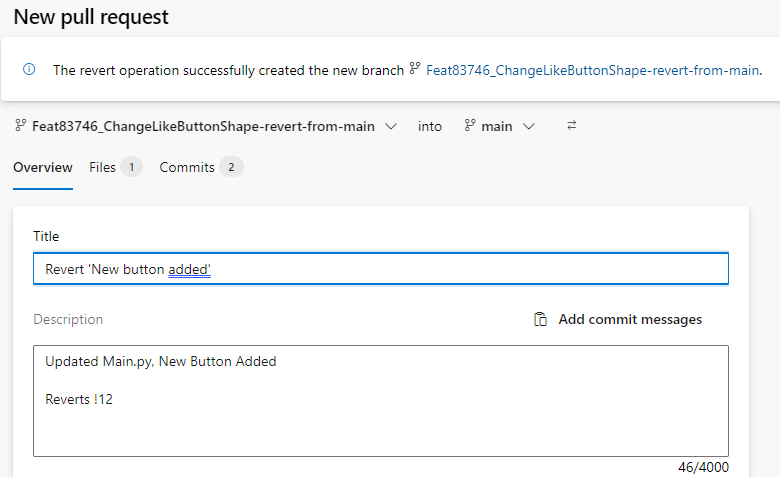 New pull request
The revert operation successfully created the new branch Feat83746_ChangeLikeButtonShape-revert-from-main.
Feat83746_ChangeLikeButtonShape-revert-from-main into main
Overview Files 1 Commits 2
Title
Revert 'New button added'
Description Add commit messages
Updated Main.py, New Button Added
Reverts !12
46/4000